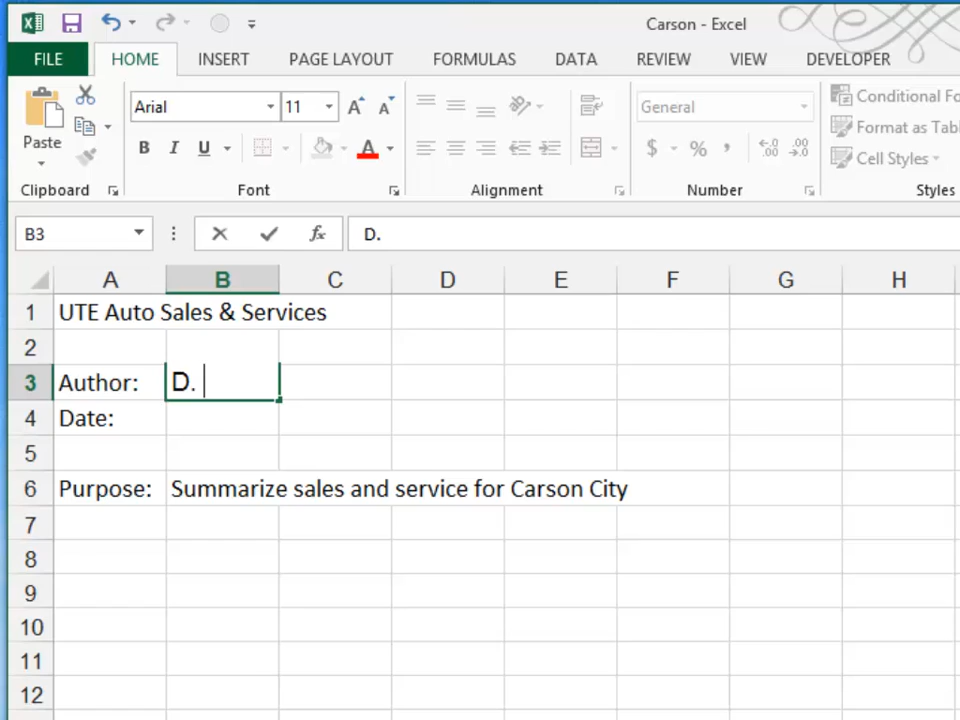 Carson - Excel
FILE HOME INSERT PAGE LAYOUT FORMULAS DATA REVIEW VIEW DEVELOPER
Paste
Arial 11
B I U A
General
$ % ,
Conditional Fo
Format as Tabl
Cell Styles
Clipboard Font Alignment Number Styles
B3 fx D.
A B C D E F G H
1 UTE Auto Sales & Services
2
3 Author: D.
4 Date:
5
6 Purpose: Summarize sales and service for Carson City
7
8
9
10
11
12